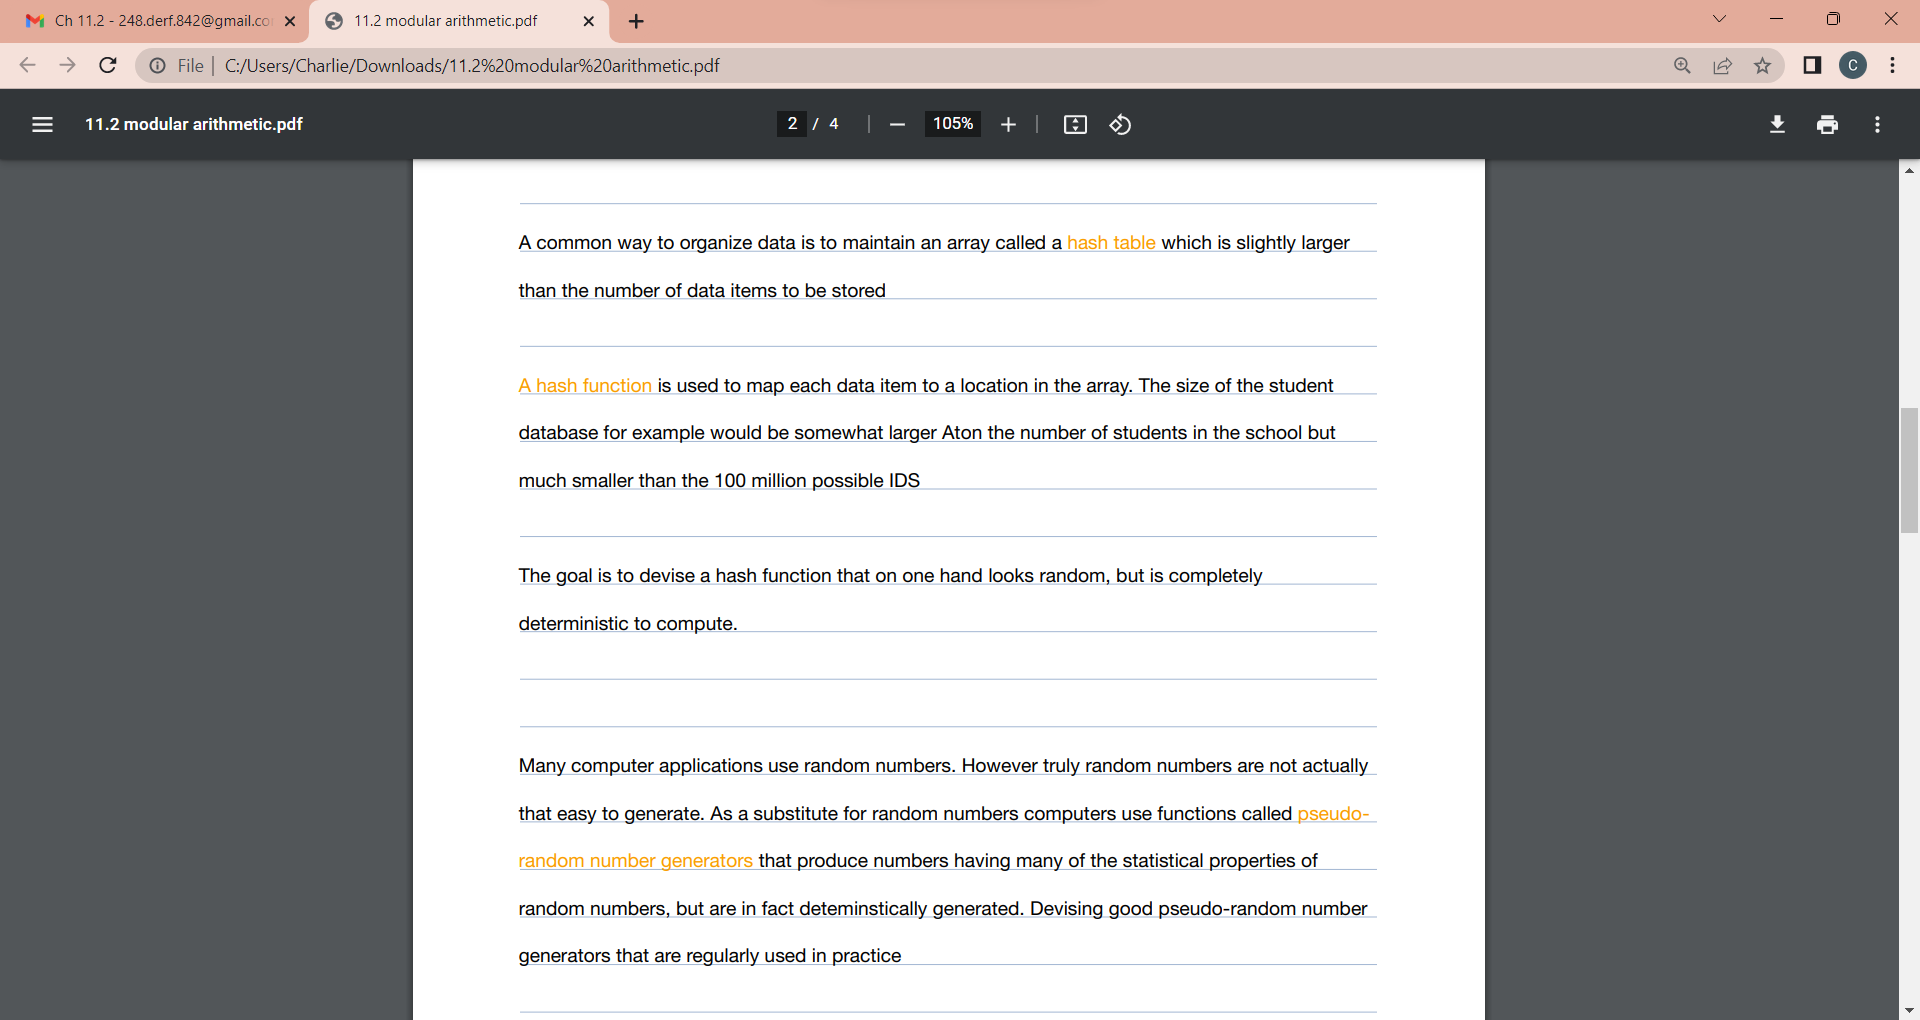 Ch 11.2 - 248.derf.842@gmail.co
11.2 modular arithmetic.pdf
File | C:/Users/Charlie/Downloads/11.2%20modular%20arithmetic.pdf
C
11.2 modular arithmetic.pdf
2 / 4
105%
A common way to organize data is to maintain an array called a hash table which is slightly larger
than the number of data items to be stored
A hash function is used to map each data item to a location in the array. The size of the student
database for example would be somewhat larger Aton the number of students in the school but
much smaller than the 100 million possible IDS
The goal is to devise a hash function that on one hand looks random, but is completely
deterministic to compute.
Many computer applications use random numbers. However truly random numbers are not actually
that easy to generate. As a substitute for random numbers computers use functions called pseudo-
random number generators that produce numbers having many of the statistical properties of
random numbers, but are in fact deteminstically generated. Devising good pseudo-random number
generators that are regularly used in practice